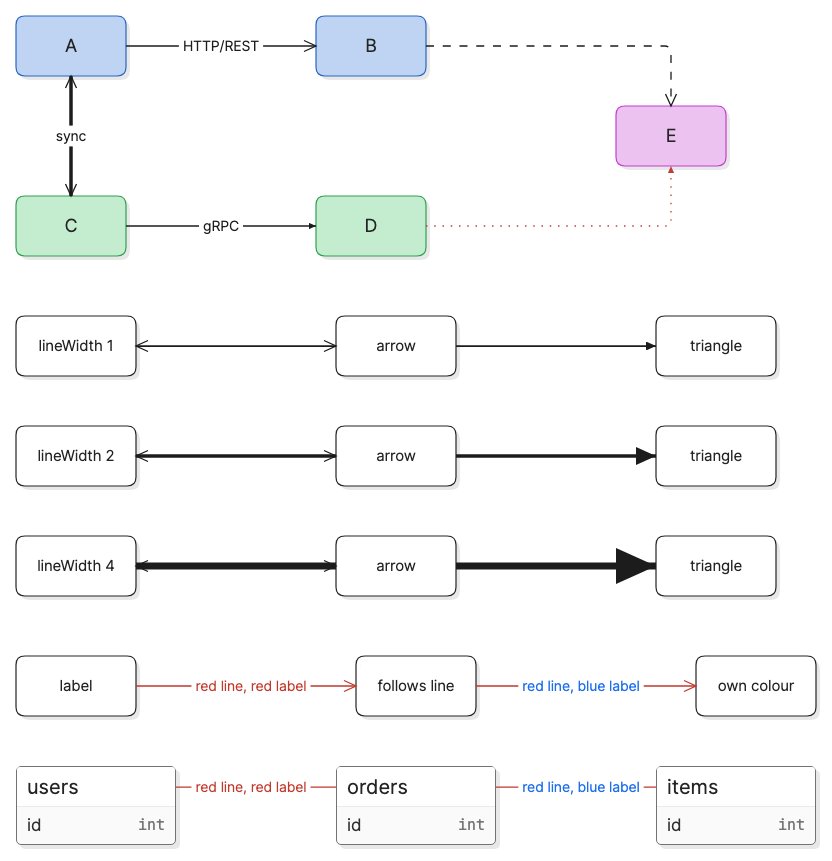 A
HTTP/REST
B
sync
E
C
gRPC
D
lineWidth 1
arrow
triangle
lineWidth 2
arrow
triangle
lineWidth 4
arrow
triangle
label
red line, red label
follows line
red line, blue label
own colour
users
red line, red label
orders
red line, blue label
items
id int
id int
id int